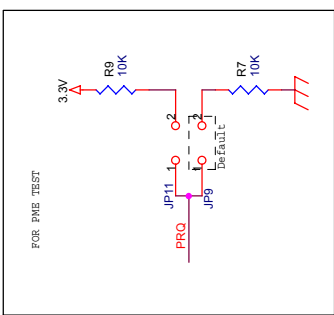 FOR PME TEST
3.3V
R9
10K
R7
10K
2
2
1
1
Default
JP11
JP9
PRQ